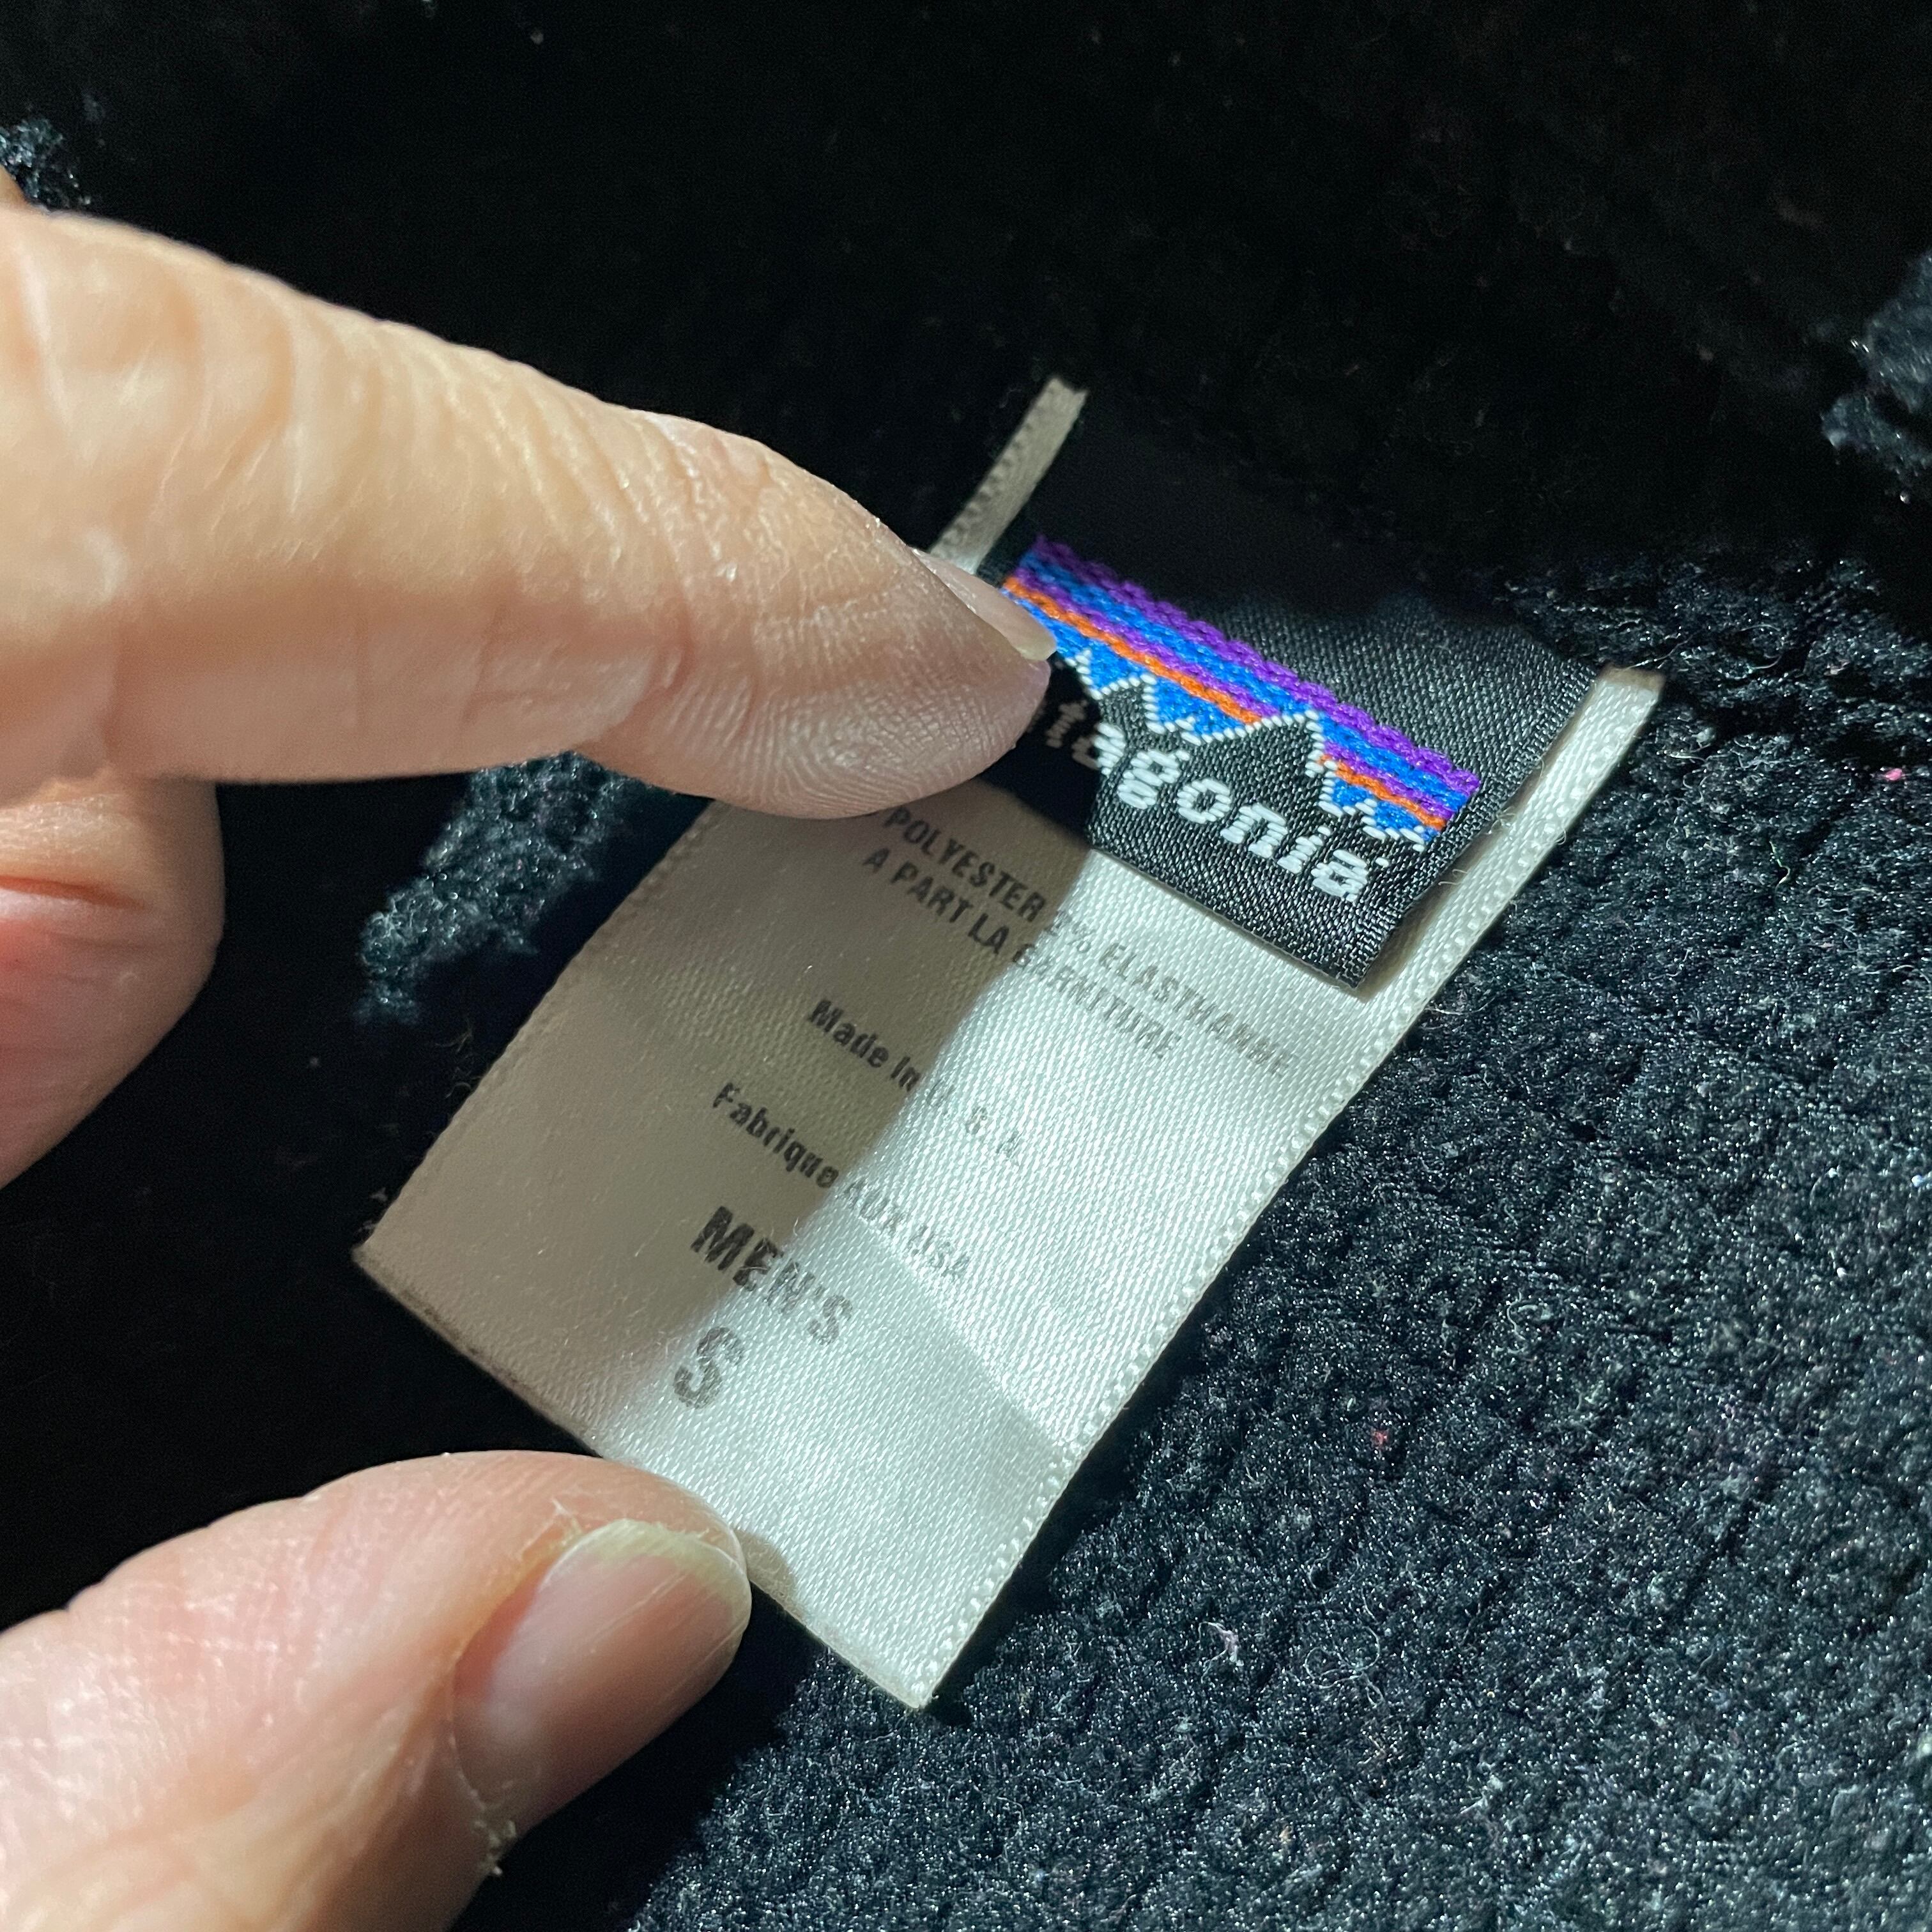 tagonia
POLYESTER 2% ELASTHANNE
A PART LA GARNITURE
Made In U.S.A.
Fabrique AUX USA
MEN'S
S